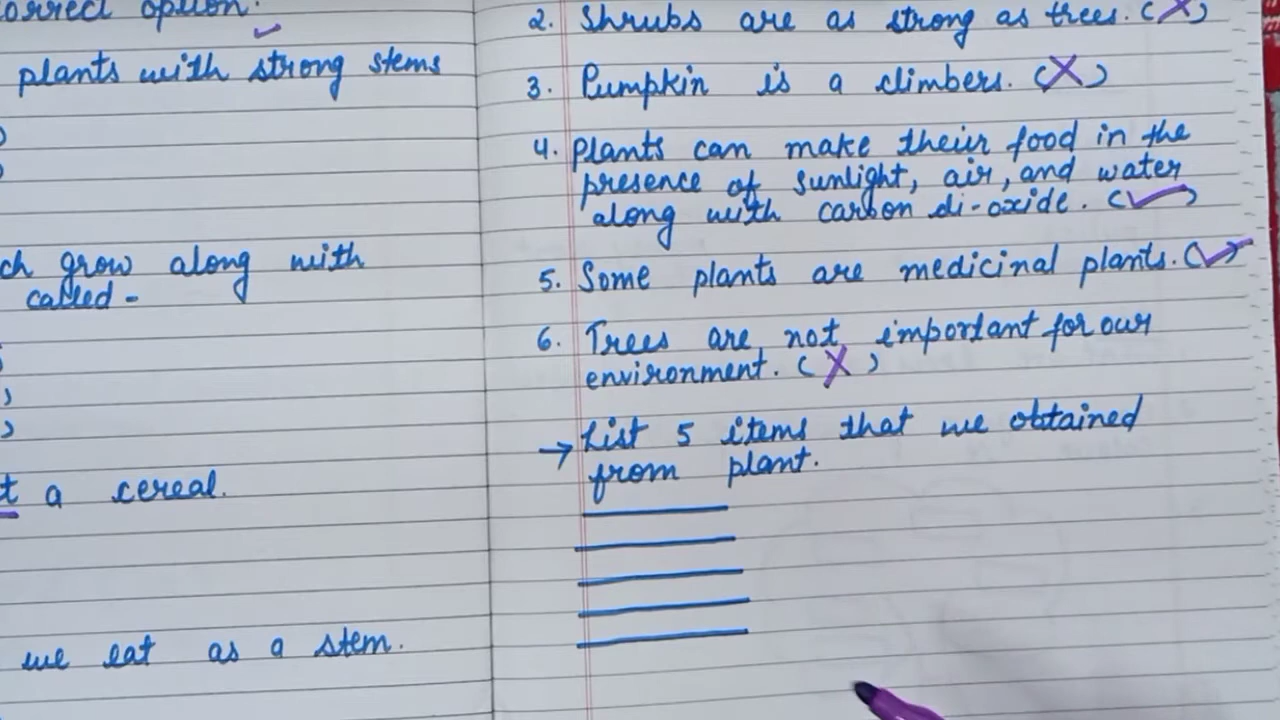 orrect option.
plants with strong stems
ch grow along with
called -
t a cereal.
we eat as a stem.
2. Shrubs are as strong as trees. (X)
3. Pumpkin is a climbers. (X)
4. Plants can make their food in the
presence of sunlight, air, and water
along with carbon di-oxide. (✓)
5. Some plants are medicinal plants. (✓)
6. Trees are not important for our
environment. (X)
→ List 5 items that we obtained
from plant.